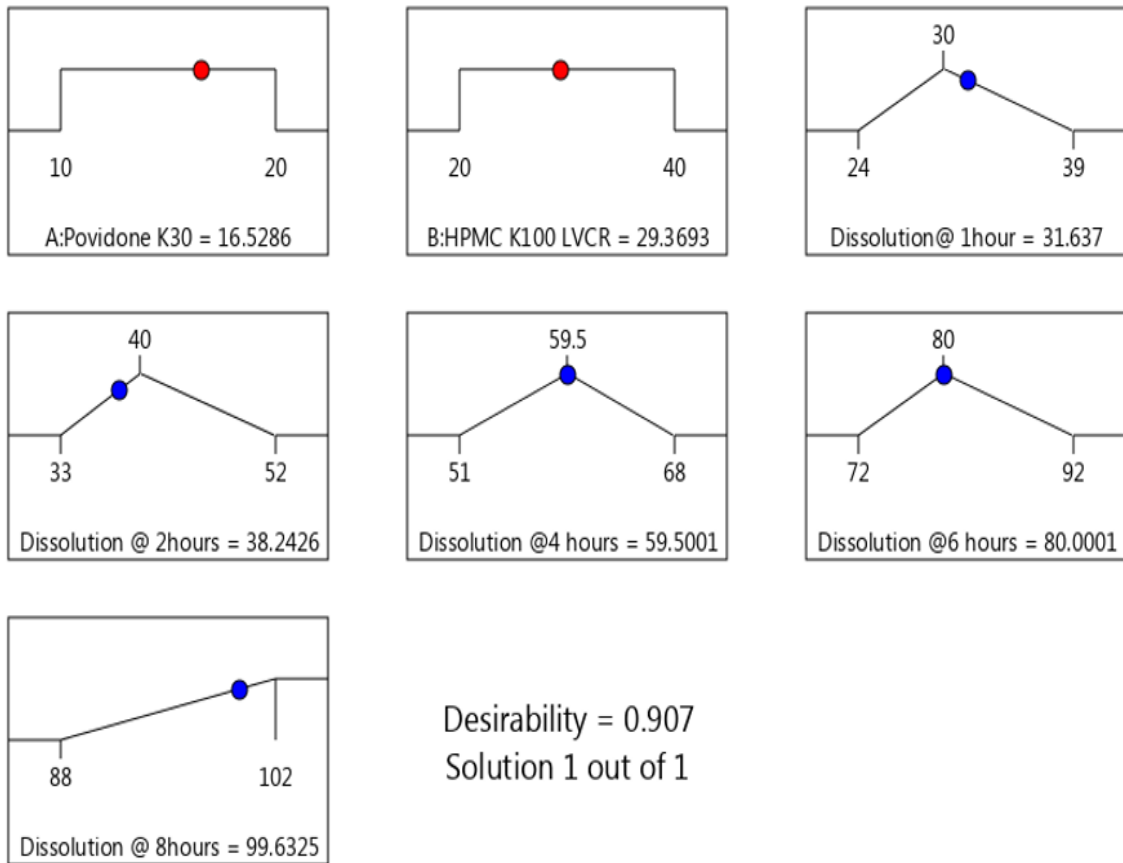 10
20
A:Povidone K30 = 16.5286
20
40
B:HPMC K100 LVCR = 29.3693
30
24
39
Dissolution@ 1hour = 31.637
40
33
52
Dissolution @ 2hours = 38.2426
59.5
51
68
Dissolution @4 hours = 59.5001
80
72
92
Dissolution @6 hours = 80.0001
88
102
Dissolution @ 8hours = 99.6325
Desirability = 0.907
Solution 1 out of 1